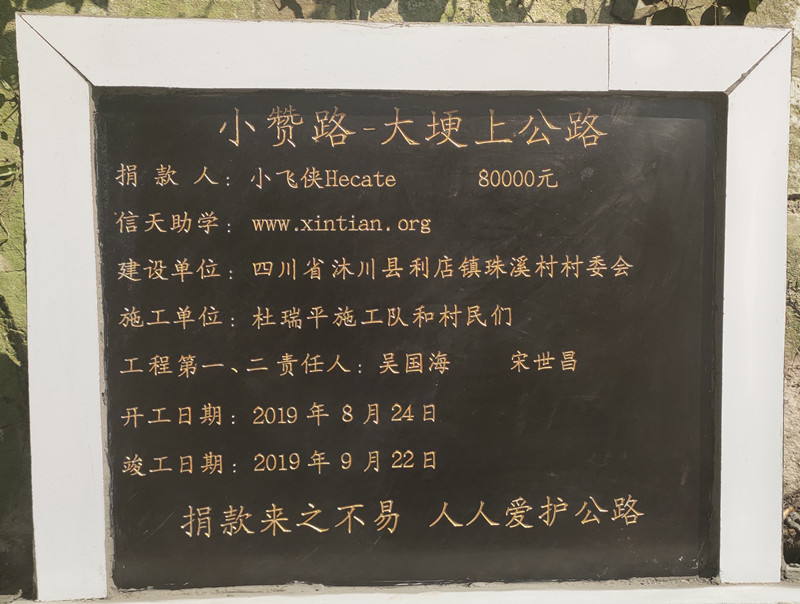 小赞路-大埂上公路
捐 款 人：小飞侠Hecate 80000元
信天助学：www.xintian.org
建设单位：四川省沐川县利店镇珠溪村村委会
施工单位：杜瑞平施工队和村民们
工程第一、二责任人：吴国海 宋世昌
开工日期：2019 年 8 月 24 日
竣工日期：2019 年 9 月 22 日
捐款来之不易 人人爱护公路